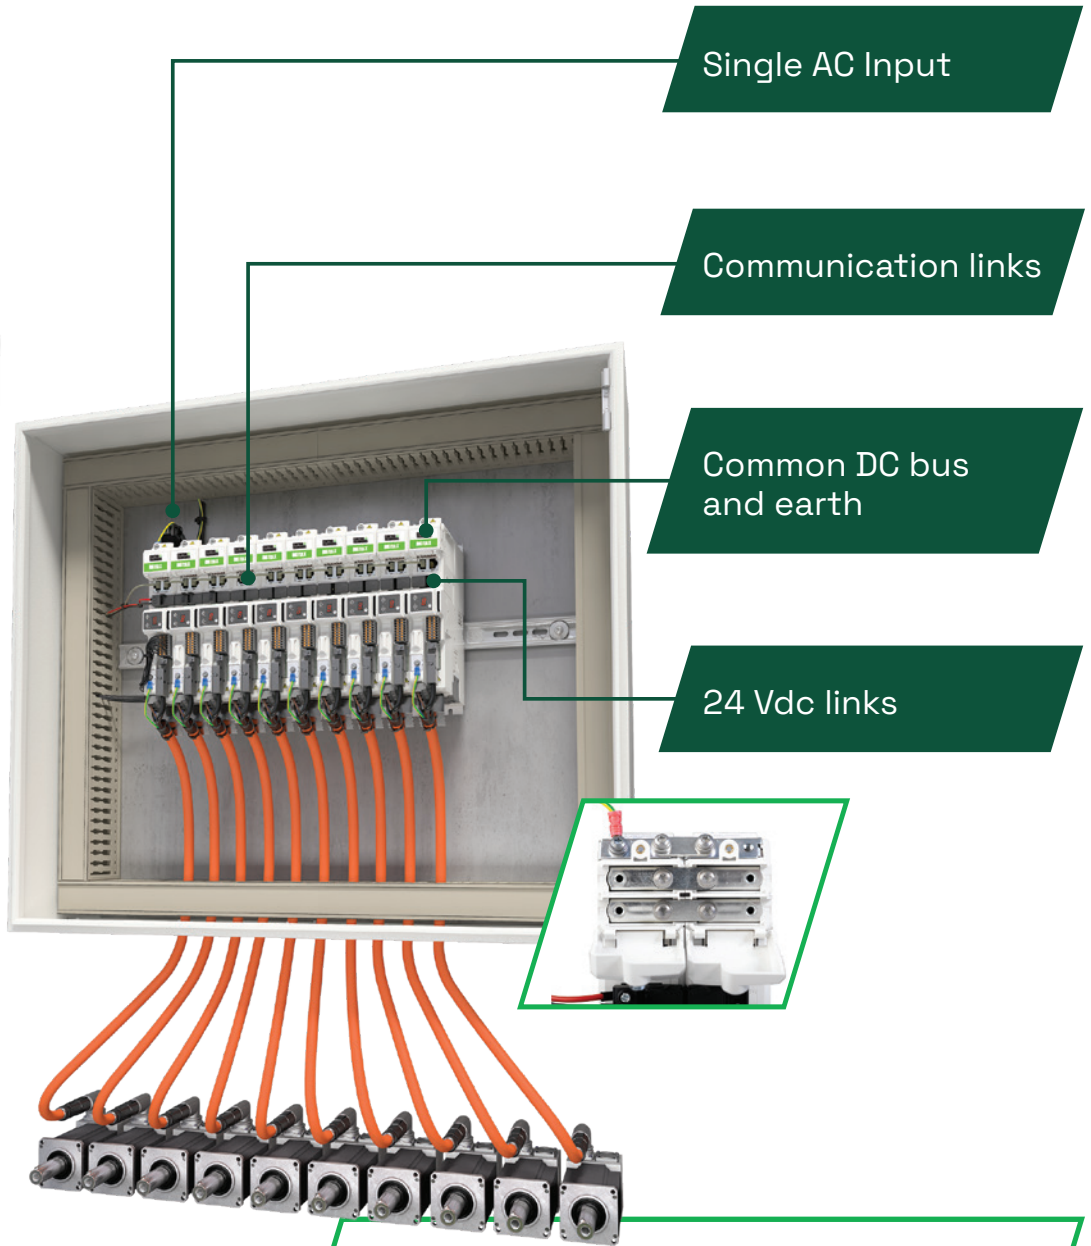 Single AC Input
Communication links
Common DC bus
and earth
24 Vdc links